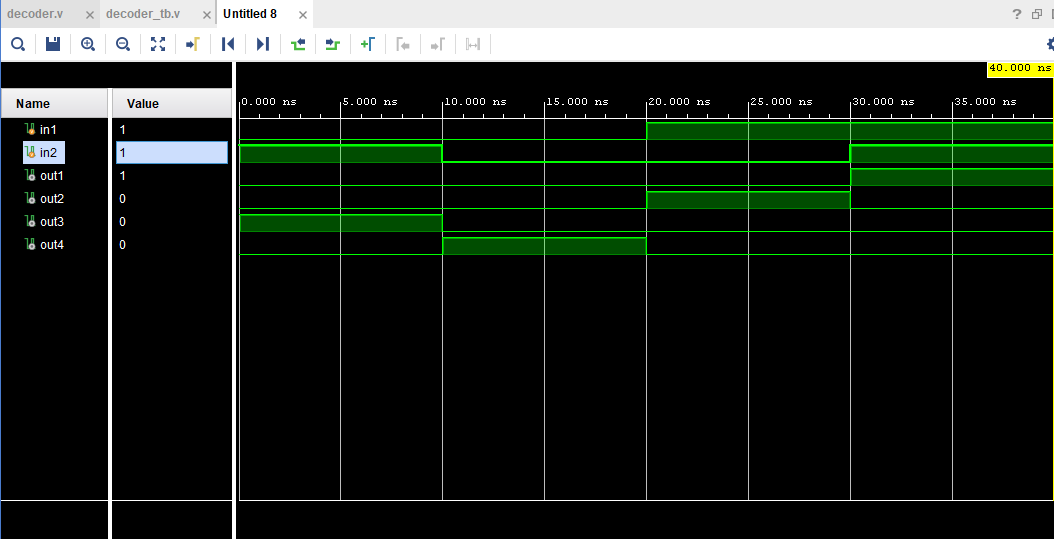 decoder.v decoder_tb.v Untitled 8
?
40.000 ns
Name Value
0.000 ns 5.000 ns 10.000 ns 15.000 ns 20.000 ns 25.000 ns 30.000 ns 35.000 ns
in1 1
in2 1
out1 1
out2 0
out3 0
out4 0